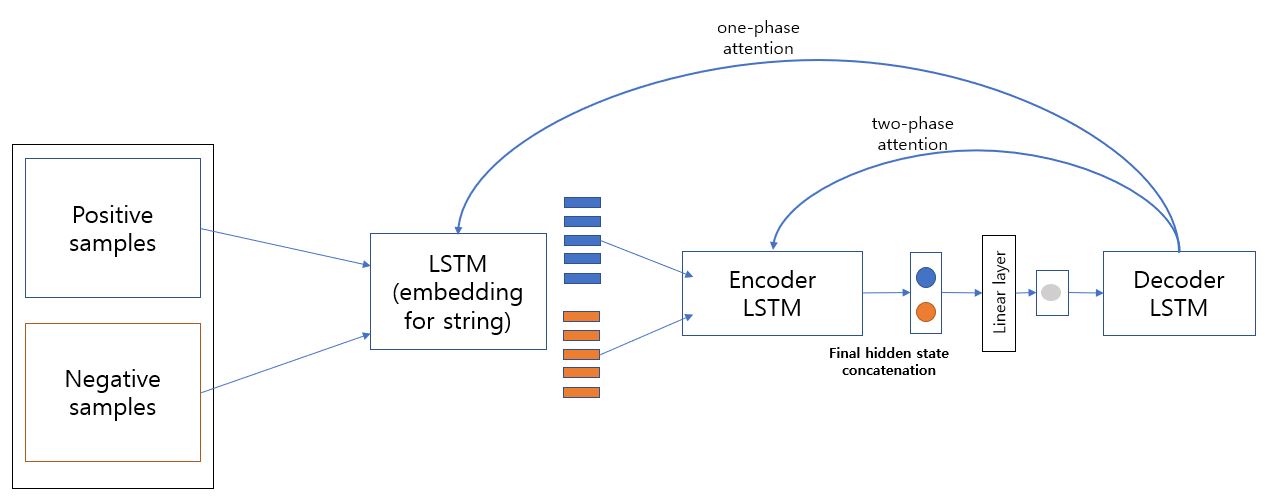 one-phase
attention
two-phase
attention
Positive
samples
Negative
samples
LSTM
(embedding
for string)
Encoder
LSTM
Final hidden state
concatenation
Linear layer
Decoder
LSTM